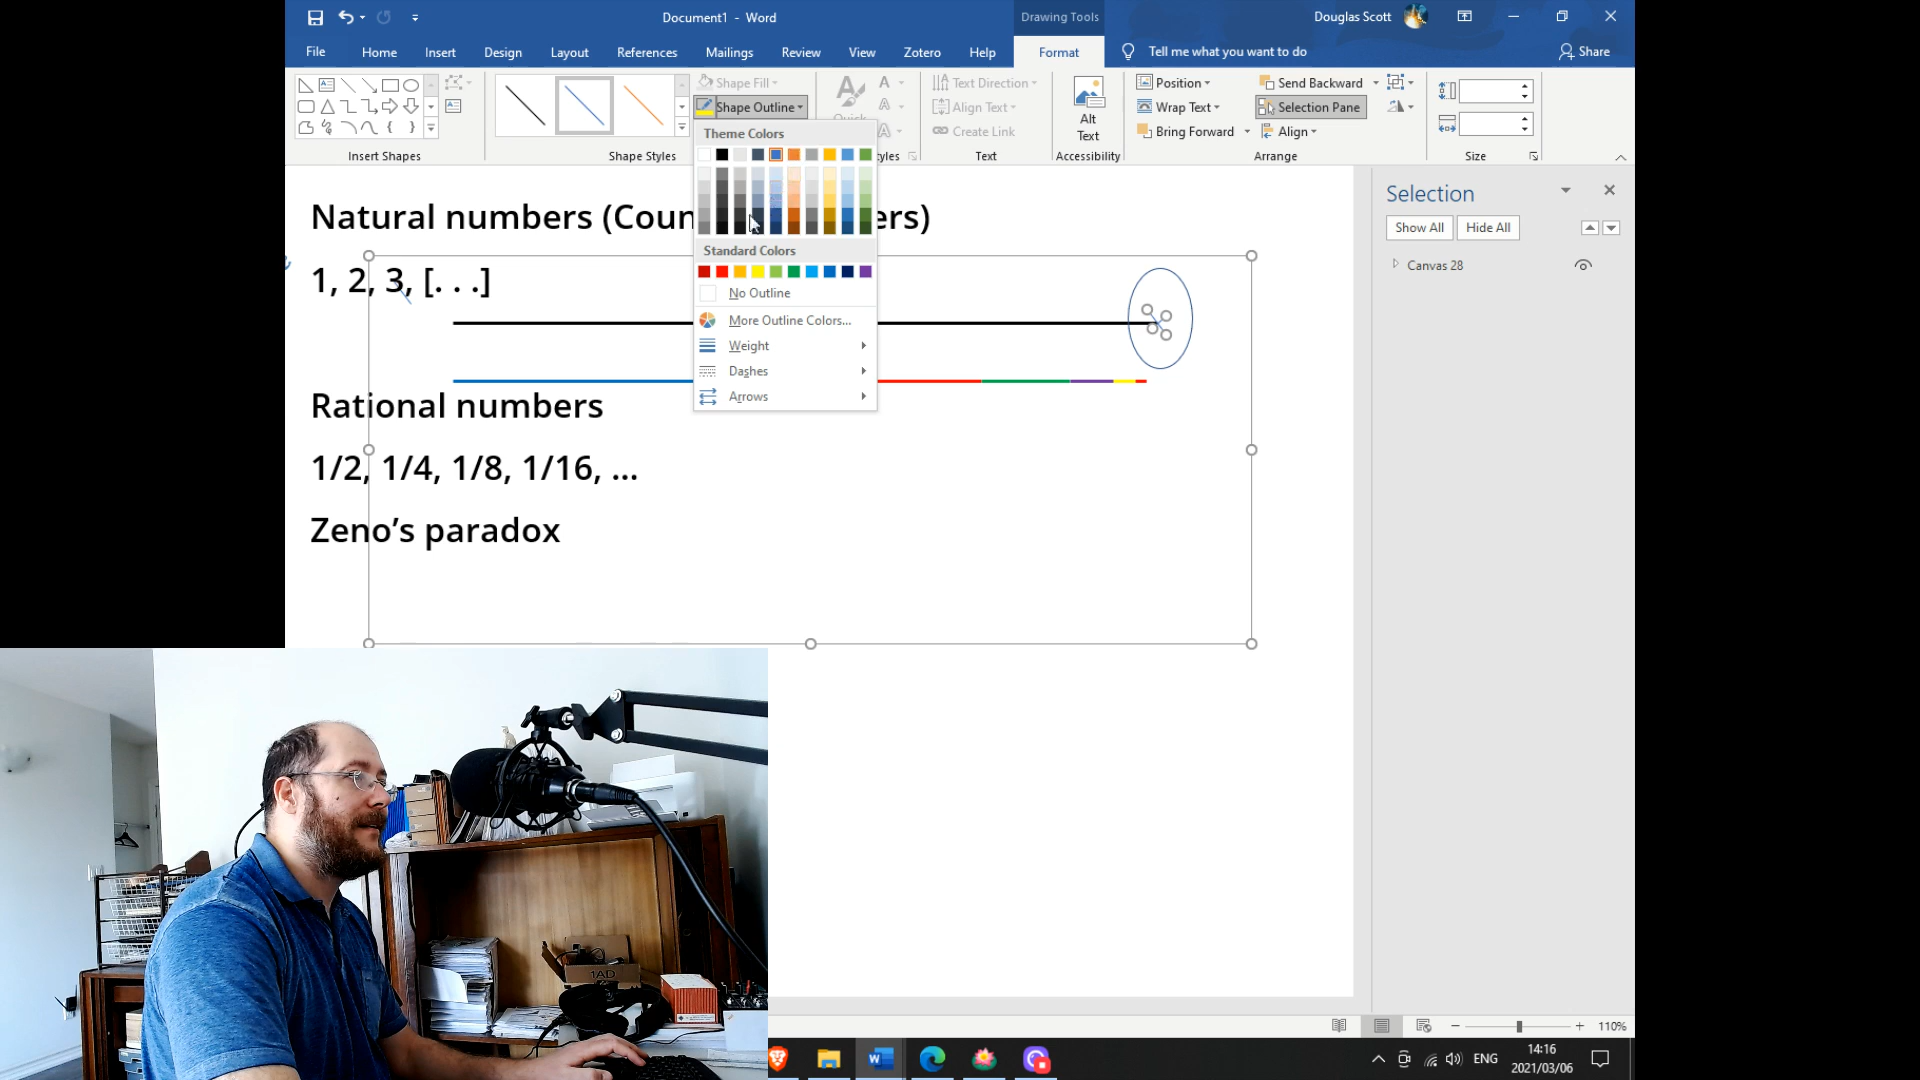 Document1 - Word
Drawing Tools
Douglas Scott
File
Home
Insert
Design
Layout
References
Mailings
Review
View
Zotero
Help
Format
Tell me what you want to do
Share
Shape Fill
Shape Outline
Text Direction
Align Text
Create Link
Alt
Text
Position
Wrap Text
Bring Forward
Send Backward
Selection Pane
Align
Insert Shapes
Shape Styles
Text
Accessibility
Arrange
Size
Theme Colors
Standard Colors
No Outline
More Outline Colors...
Weight
Dashes
Arrows
Natural numbers (Coun ers)
1, 2, 3, [. . .]
Rational numbers
1/2, 1/4, 1/8, 1/16, ...
Zeno’s paradox
Selection
Show All
Hide All
Canvas 28
1AD
110%
ENG
14:16
2021/03/06